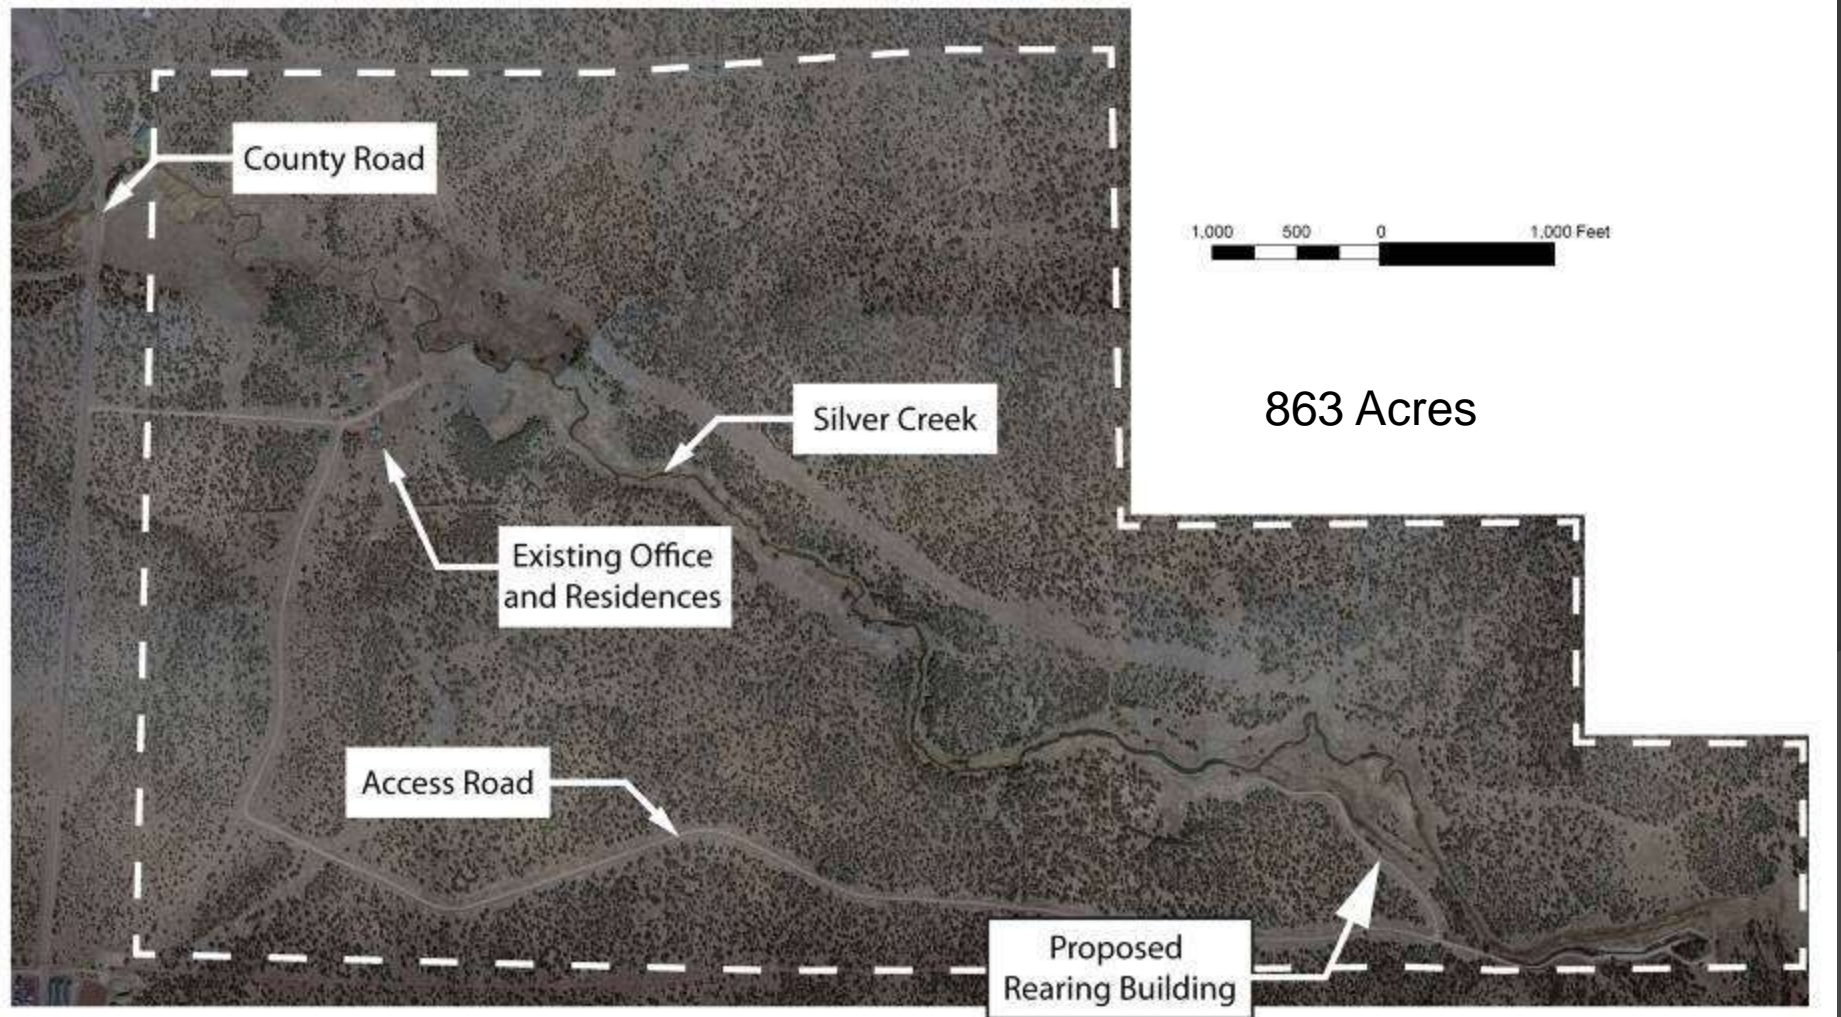 County Road
1,000 500 0 1,000 Feet
863 Acres
Silver Creek
Existing Office
and Residences
Access Road
Proposed
Rearing Building